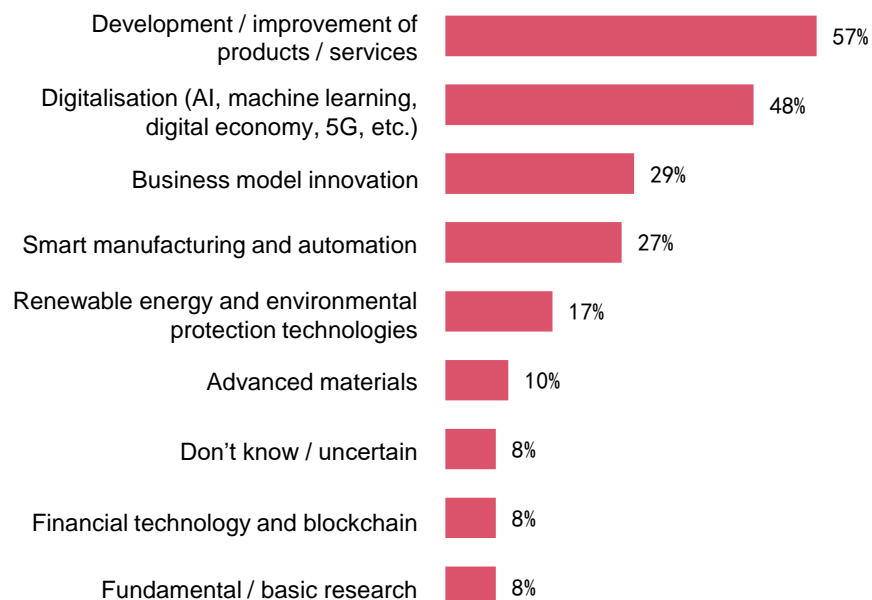 Development / improvement of
products / services
57%
Digitalisation (AI, machine learning,
digital economy, 5G, etc.)
48%
Business model innovation
29%
Smart manufacturing and automation
27%
Renewable energy and environmental
protection technologies
17%
Advanced materials
10%
Don’t know / uncertain
8%
Financial technology and blockchain
8%
Fundamental / basic research
8%